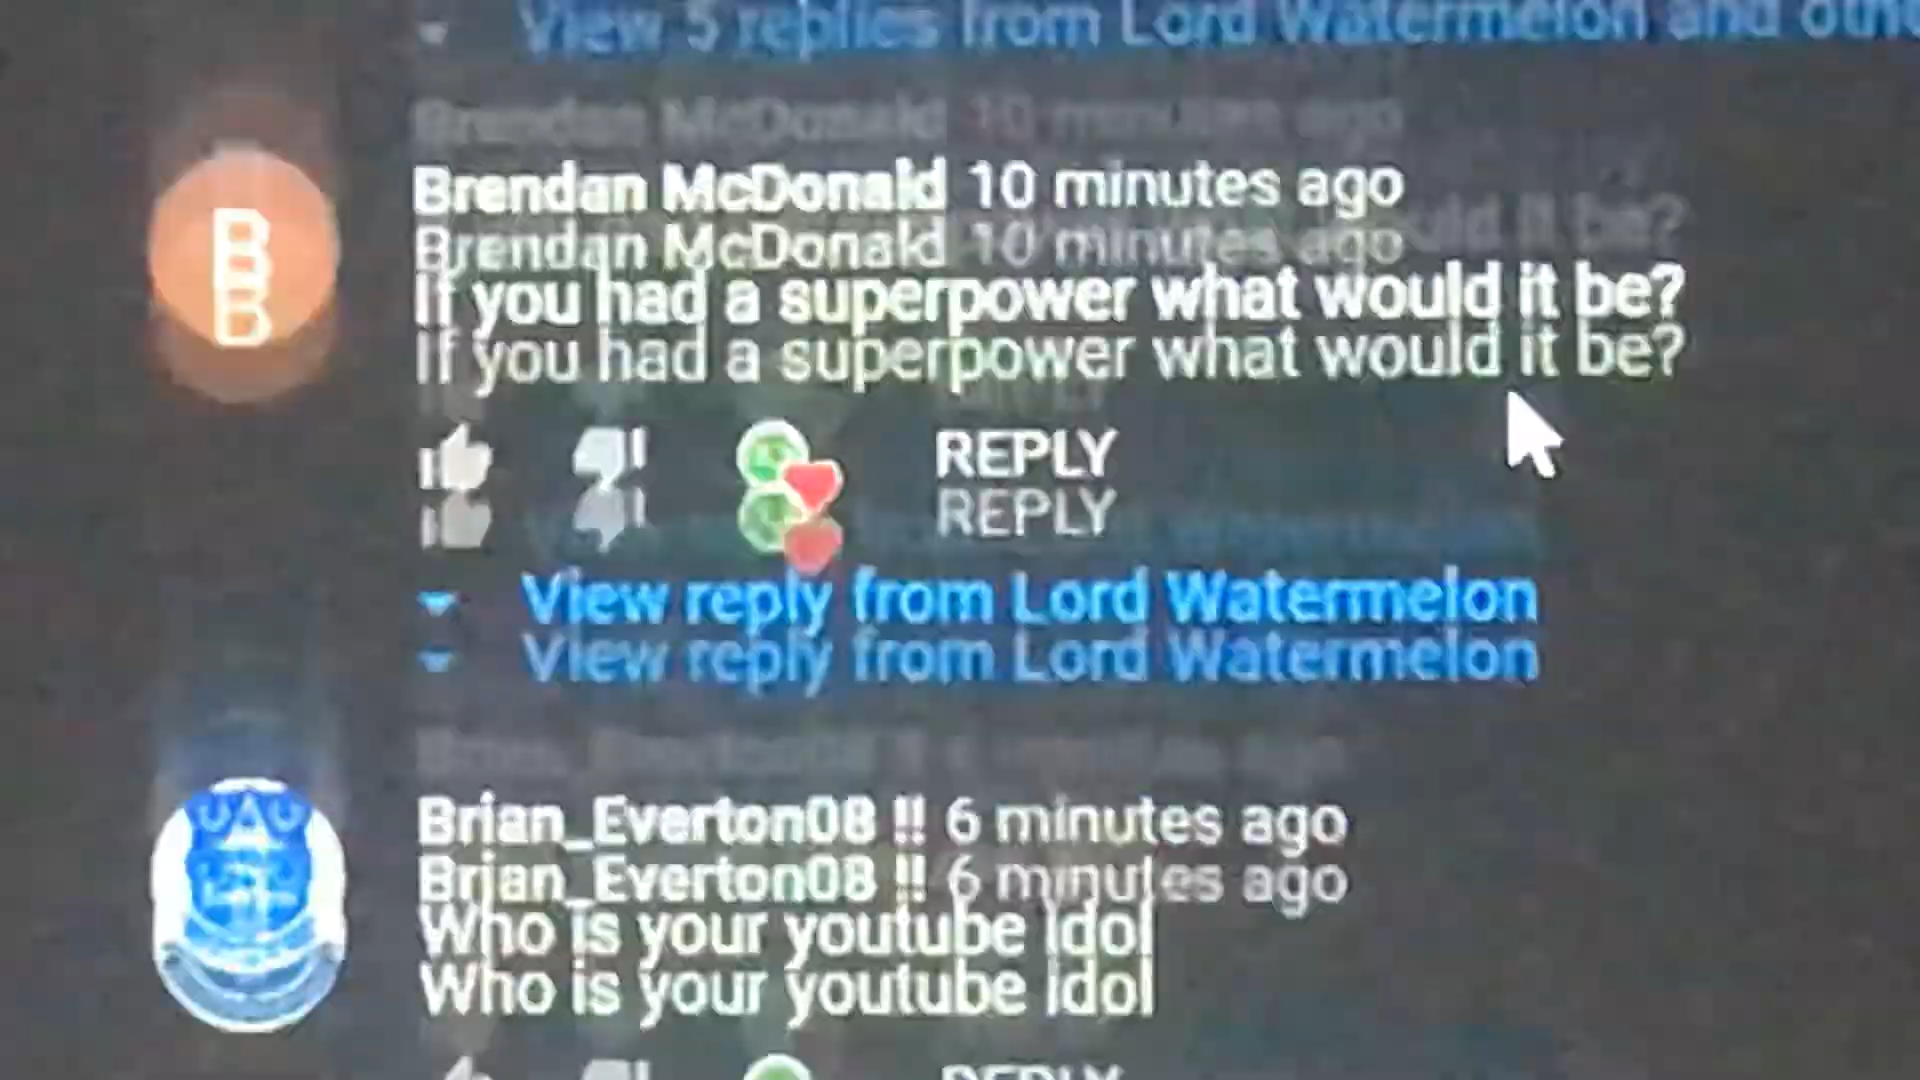 View 5 replies from Lord Watermelon and
Brendan McDonald 10 minutes ago
If you had a superpower what would it be?
REPLY
View reply from Lord Watermelon
Brian_Everton08 !! 6 minutes ago
Who is your youtube idol
REPLY